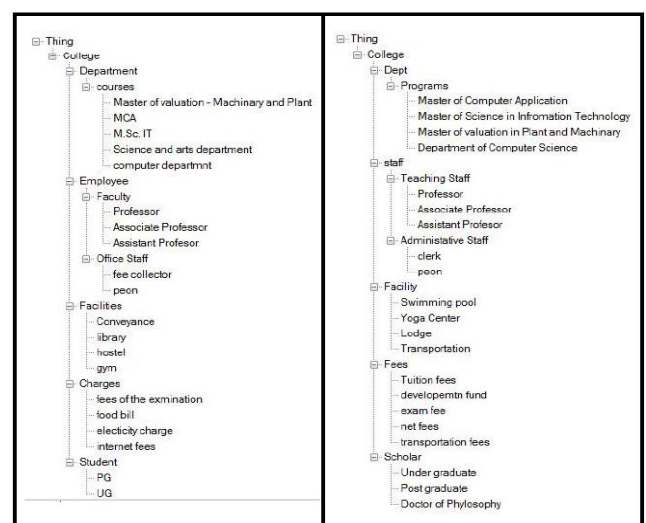 Thing
College
Department
courses
Master of valuation - Machinary and Plant
MCA
M.Sc. IT
Science and arts department
computer departmnt
Employee
Faculty
Professor
Associate Professor
Assistant Profesor
Office Staff
fee collector
peon
Facilities
Conveyance
library
hostel
gym
Charges
fees of the exmination
food bill
electicity charge
internet fees
Student
PG
UG
Thing
College
Dept
Programs
Master of Computer Application
Master of Science in Infromation Technology
Master of valuation in Plant and Machinary
Department of Computer Science
staff
Teaching Staff
Professor
Associate Professor
Assistant Profesor
Administative Staff
clerk
peon
Facility
Swimming pool
Yoga Center
Lodge
Transportation
Fees
Tuition fees
developemtn fund
exam fee
net fees
transportation fees
Scholar
Under graduate
Post graduate
Doctor of Phylosophy